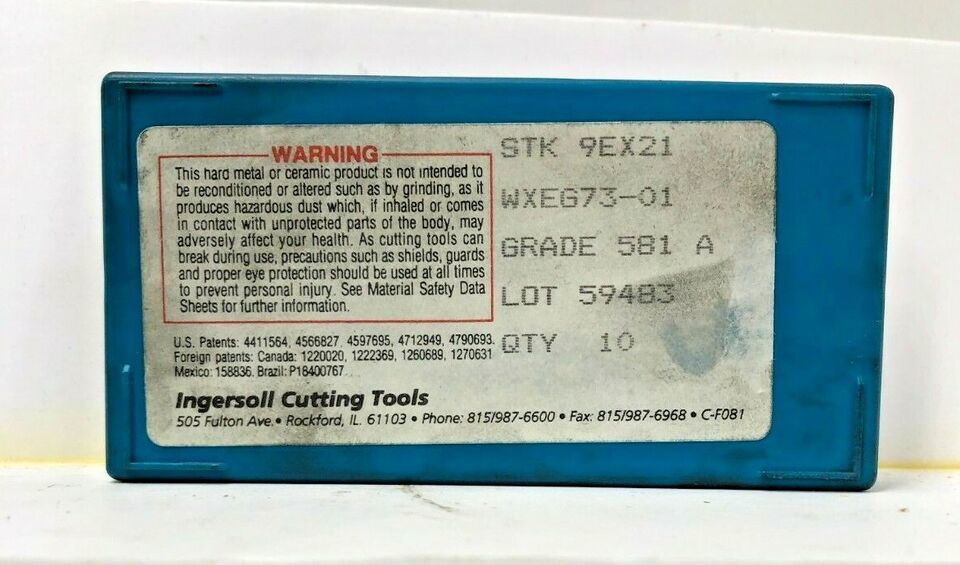 WARNING
This hard metal or ceramic product is not intended to
be reconditioned or altered such as by grinding, as it
produces hazardous dust which, if inhaled or comes
in contact with unprotected parts of the body, may
adversely affect your health. As cutting tools can
break during use, precautions such as shields, guards
and proper eye protection should be used at all times
to prevent personal injury. See Material Safety Data
Sheets for further information.
U.S. Patents: 4411564, 4566827, 4597695, 4712949, 4790693.
Foreign patents: Canada: 1220020, 1222369, 1260689, 1270631
Mexico: 158836. Brazil: P18400767
Ingersoll Cutting Tools
505 Fulton Ave. • Rockford, IL. 61103 • Phone: 815/987-6600 • Fax: 815/987-6968 • C-F081
STK 9EX21
WXEG73-01
GRADE 581 A
LOT 59483
QTY 10